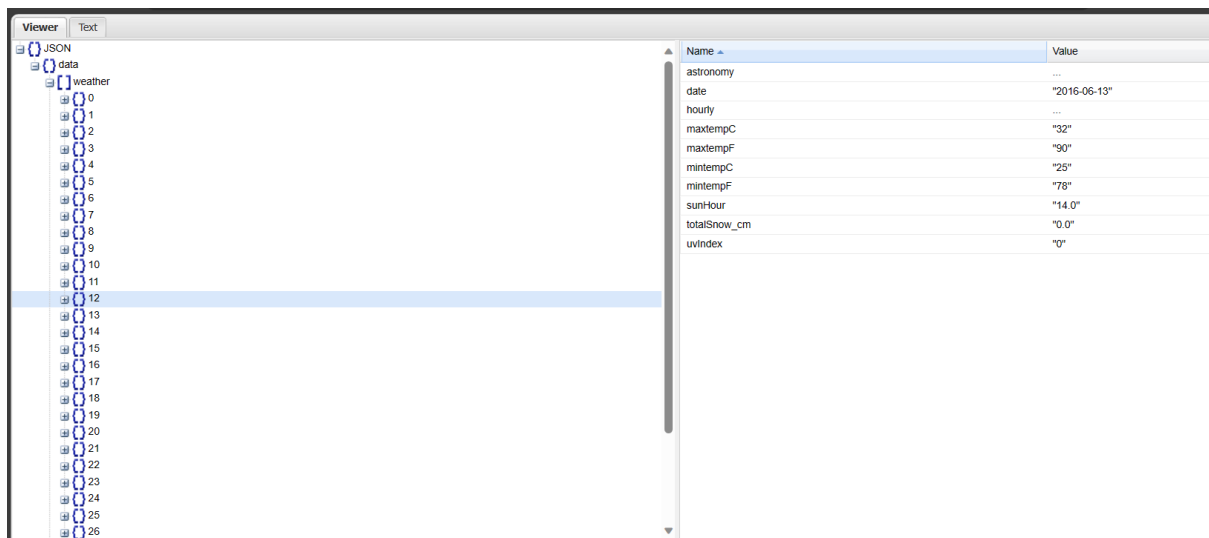 Viewer Text
JSON
data
weather
0
1
2
3
4
5
6
7
8
9
10
11
12
13
14
15
16
17
18
19
20
21
22
23
24
25
26
Name Value
astronomy ...
date "2016-06-13"
hourly ...
maxtempC "32"
maxtempF "90"
mintempC "25"
mintempF "78"
sunHour "14.0"
totalSnow_cm "0.0"
uvIndex "0"